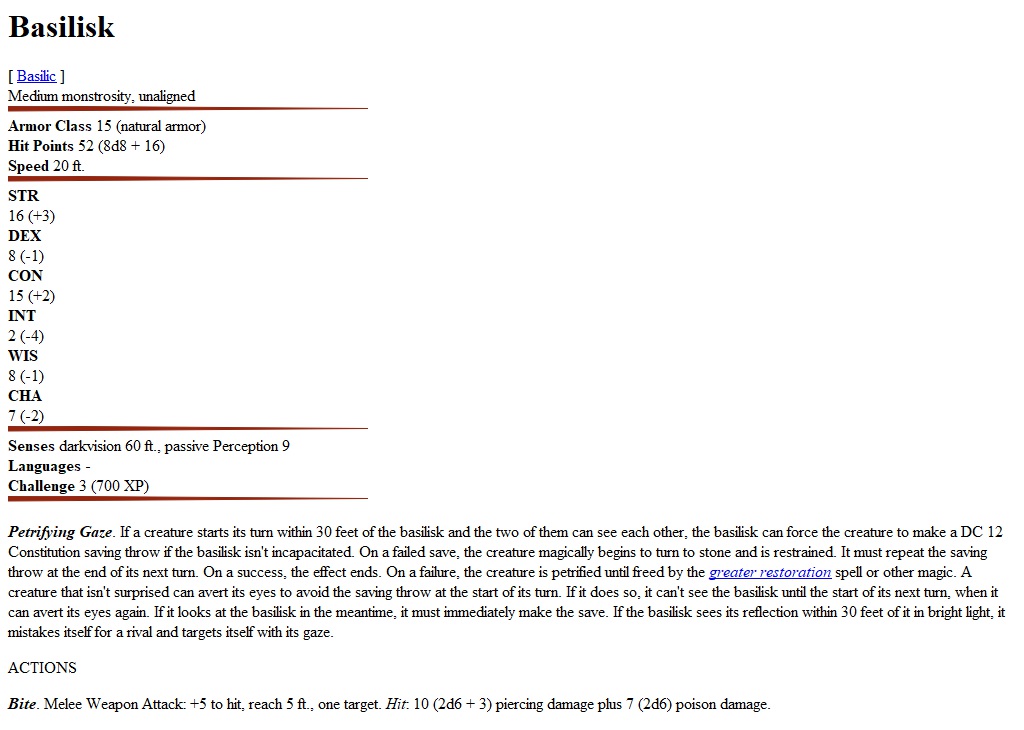 Basilisk
[ Basilic ]
Medium monstrosity, unaligned
Armor Class 15 (natural armor)
Hit Points 52 (8d8 + 16)
Speed 20 ft.
STR
16 (+3)
DEX
8 (-1)
CON
15 (+2)
INT
2 (-4)
WIS
8 (-1)
CHA
7 (-2)
Senses darkvision 60 ft., passive Perception 9
Languages -
Challenge 3 (700 XP)
Petrifying Gaze. If a creature starts its turn within 30 feet of the basilisk and the two of them can see each other, the basilisk can force the creature to make a DC 12
Constitution saving throw if the basilisk isn't incapacitated. On a failed save, the creature magically begins to turn to stone and is restrained. It must repeat the saving
throw at the end of its next turn. On a success, the effect ends. On a failure, the creature is petrified until freed by the greater restoration spell or other magic. A
creature that isn't surprised can avert its eyes to avoid the saving throw at the start of its turn. If it does so, it can't see the basilisk until the start of its next turn, when it
can avert its eyes again. If it looks at the basilisk in the meantime, it must immediately make the save. If the basilisk sees its reflection within 30 feet of it in bright light, it
mistakes itself for a rival and targets itself with its gaze.
ACTIONS
Bite. Melee Weapon Attack: +5 to hit, reach 5 ft., one target. Hit: 10 (2d6 + 3) piercing damage plus 7 (2d6) poison damage.